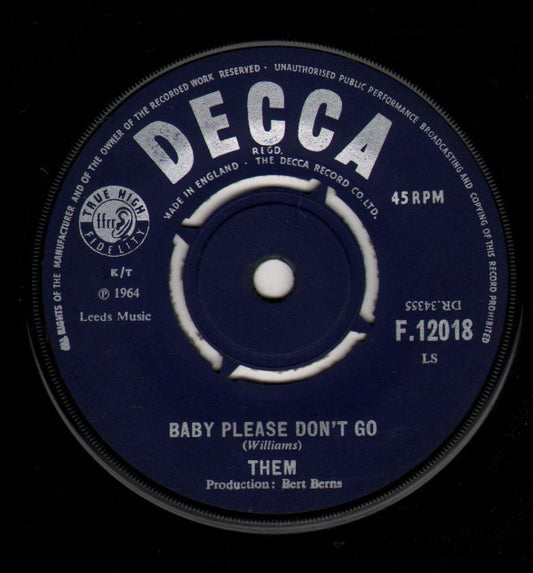 ALL RIGHTS OF THE MANUFACTURER AND OF THE OWNER OF THE RECORDED WORK RESERVED · UNAUTHORISED PUBLIC PERFORMANCE BROADCASTING AND COPYING OF THIS RECORD PROHIBITED
DECCA
REGD.
MADE IN ENGLAND · THE DECCA RECORD CO. LTD.
45 RPM
TRUE HIGH
ffrr
FIDELITY
K/T
℗ 1964
Leeds Music
DR.34355
F.12018
LS
BABY PLEASE DON'T GO
(Williams)
THEM
Production: Bert Berns